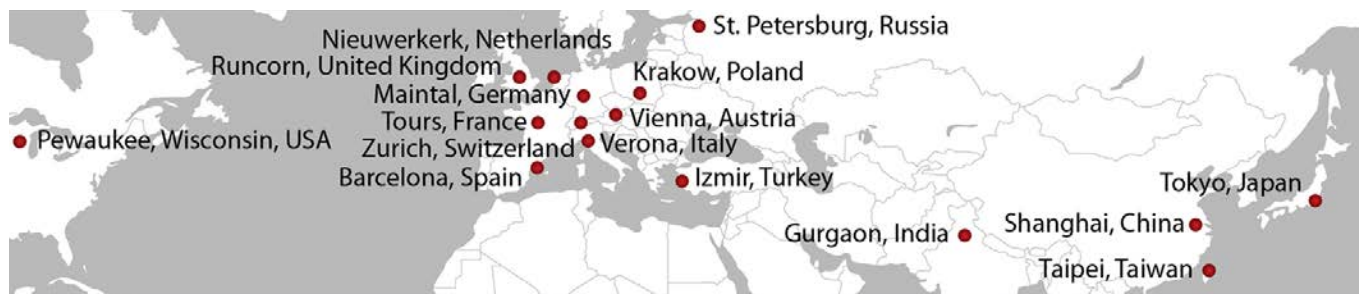 St. Petersburg, Russia
Nieuwerkerk, Netherlands
Runcorn, United Kingdom
Krakow, Poland
Maintal, Germany
Tours, France
Vienna, Austria
Pewaukee, Wisconsin, USA
Zurich, Switzerland
Verona, Italy
Barcelona, Spain
Izmir, Turkey
Tokyo, Japan
Shanghai, China
Gurgaon, India
Taipei, Taiwan